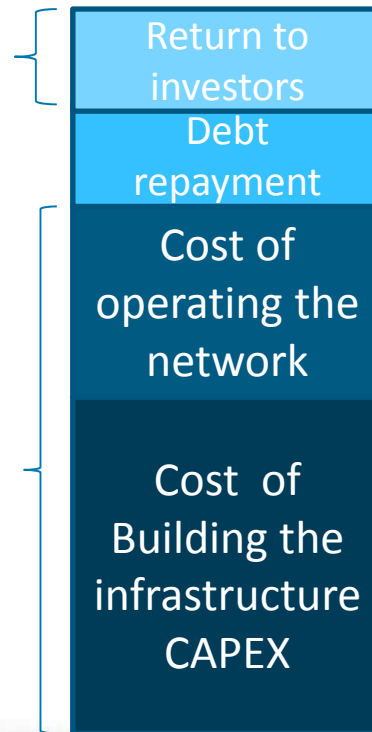 Return to
investors
Debt
repayment
Cost of
operating the
network
Cost of
Building the
infrastructure
CAPEX